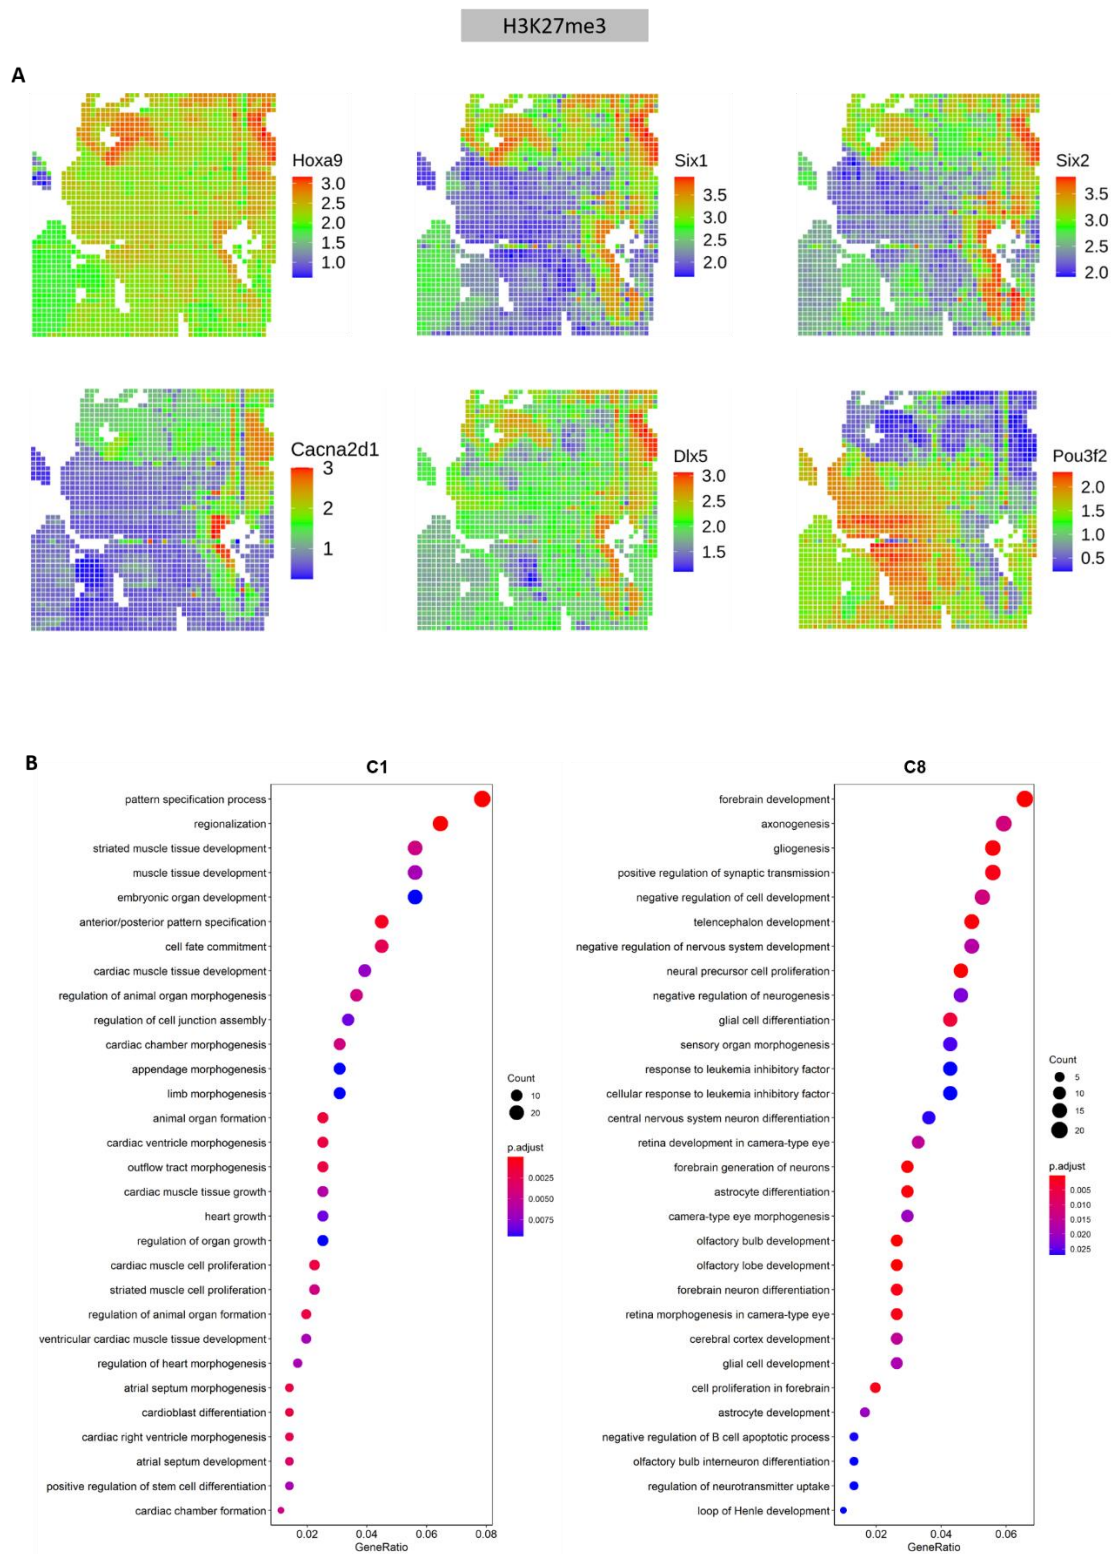 H3K27me3
A
Hoxa9
3.0
2.5
2.0
1.5
1.0
Six1
3.5
3.0
2.5
2.0
Six2
3.5
3.0
2.5
2.0
Cacna2d1
3
2
1
Dlx5
3.0
2.5
2.0
1.5
Pou3f2
2.0
1.5
1.0
0.5
B
C1
pattern specification process
regionalization
striated muscle tissue development
muscle tissue development
embryonic organ development
anterior/posterior pattern specification
cell fate commitment
cardiac muscle tissue development
regulation of animal organ morphogenesis
regulation of cell junction assembly
cardiac chamber morphogenesis
appendage morphogenesis
limb morphogenesis
animal organ formation
cardiac ventricle morphogenesis
outflow tract morphogenesis
cardiac muscle tissue growth
heart growth
regulation of organ growth
cardiac muscle cell proliferation
striated muscle cell proliferation
regulation of animal organ formation
ventricular cardiac muscle tissue development
regulation of heart morphogenesis
atrial septum morphogenesis
cardioblast differentiation
cardiac right ventricle morphogenesis
atrial septum development
positive regulation of stem cell differentiation
cardiac chamber formation
0.02 0.04 0.06 0.08
GeneRatio
Count
10
20
p.adjust
0.0025
0.0050
0.0075
C8
forebrain development
axonogenesis
gliogenesis
positive regulation of synaptic transmission
negative regulation of cell development
telencephalon development
negative regulation of nervous system development
neural precursor cell proliferation
negative regulation of neurogenesis
glial cell differentiation
sensory organ morphogenesis
response to leukemia inhibitory factor
cellular response to leukemia inhibitory factor
central nervous system neuron differentiation
retina development in camera-type eye
forebrain generation of neurons
astrocyte differentiation
camera-type eye morphogenesis
olfactory bulb development
olfactory lobe development
forebrain neuron differentiation
retina morphogenesis in camera-type eye
cerebral cortex development
glial cell development
cell proliferation in forebrain
astrocyte development
negative regulation of B cell apoptotic process
olfactory bulb interneuron differentiation
regulation of neurotransmitter uptake
loop of Henle development
0.02 0.04 0.06
GeneRatio
Count
5
10
15
20
p.adjust
0.005
0.010
0.015
0.020
0.025